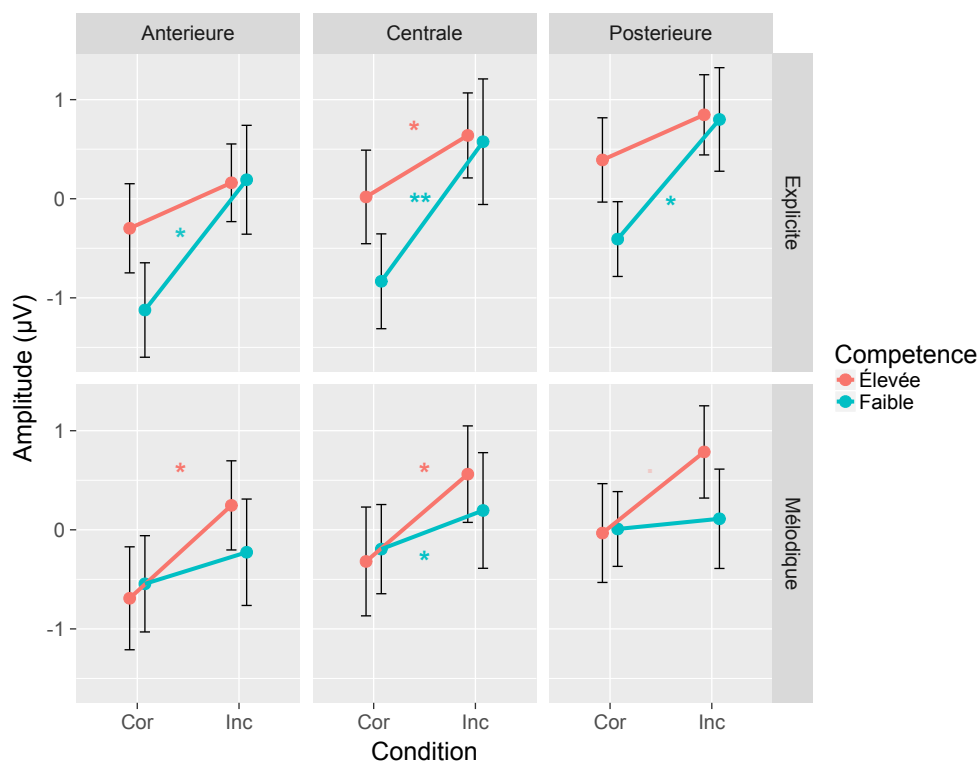 Anterieure
Centrale
Posterieure
Amplitude (µV)
1
0
-1
*
*
**
*
Explicite
1
0
-1
*
*
*
Mélodique
Cor
Inc
Cor
Inc
Cor
Inc
Condition
Competence
Élevée
Faible